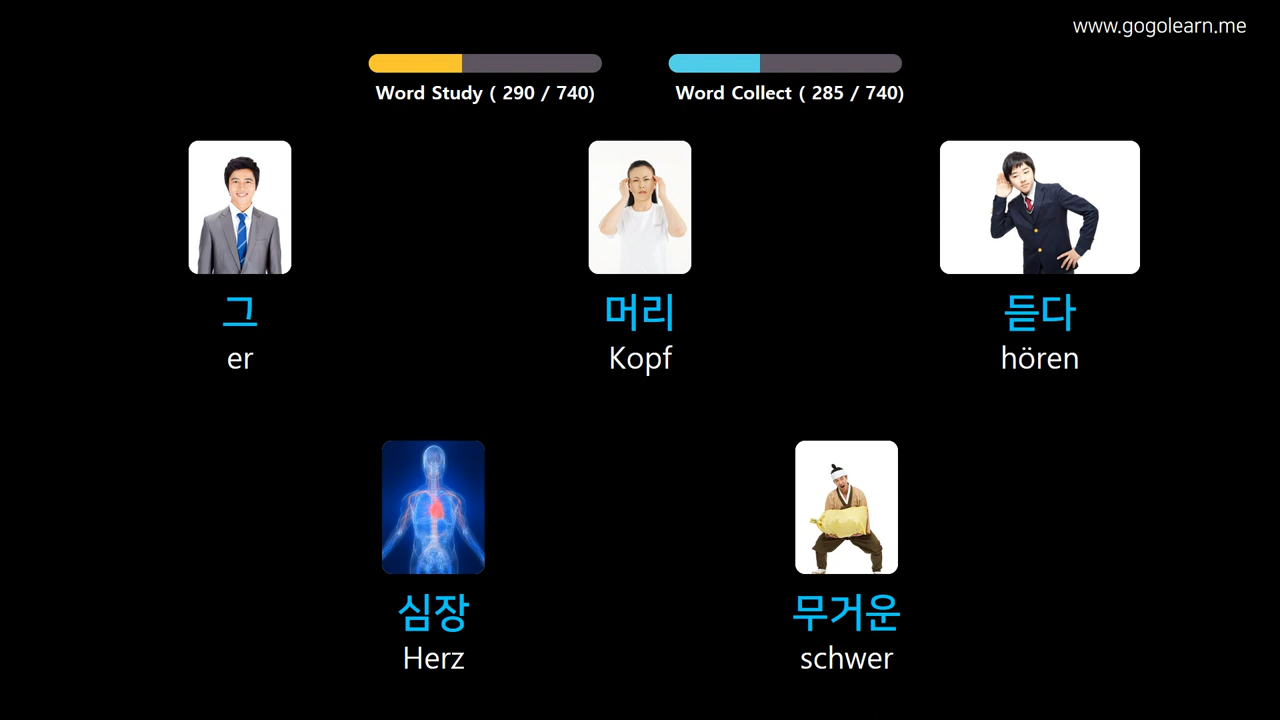 www.gogolearn.me
Word Study ( 290 / 740)
Word Collect ( 285 / 740)
그
er
머리
Kopf
듣다
hören
심장
Herz
무거운
schwer